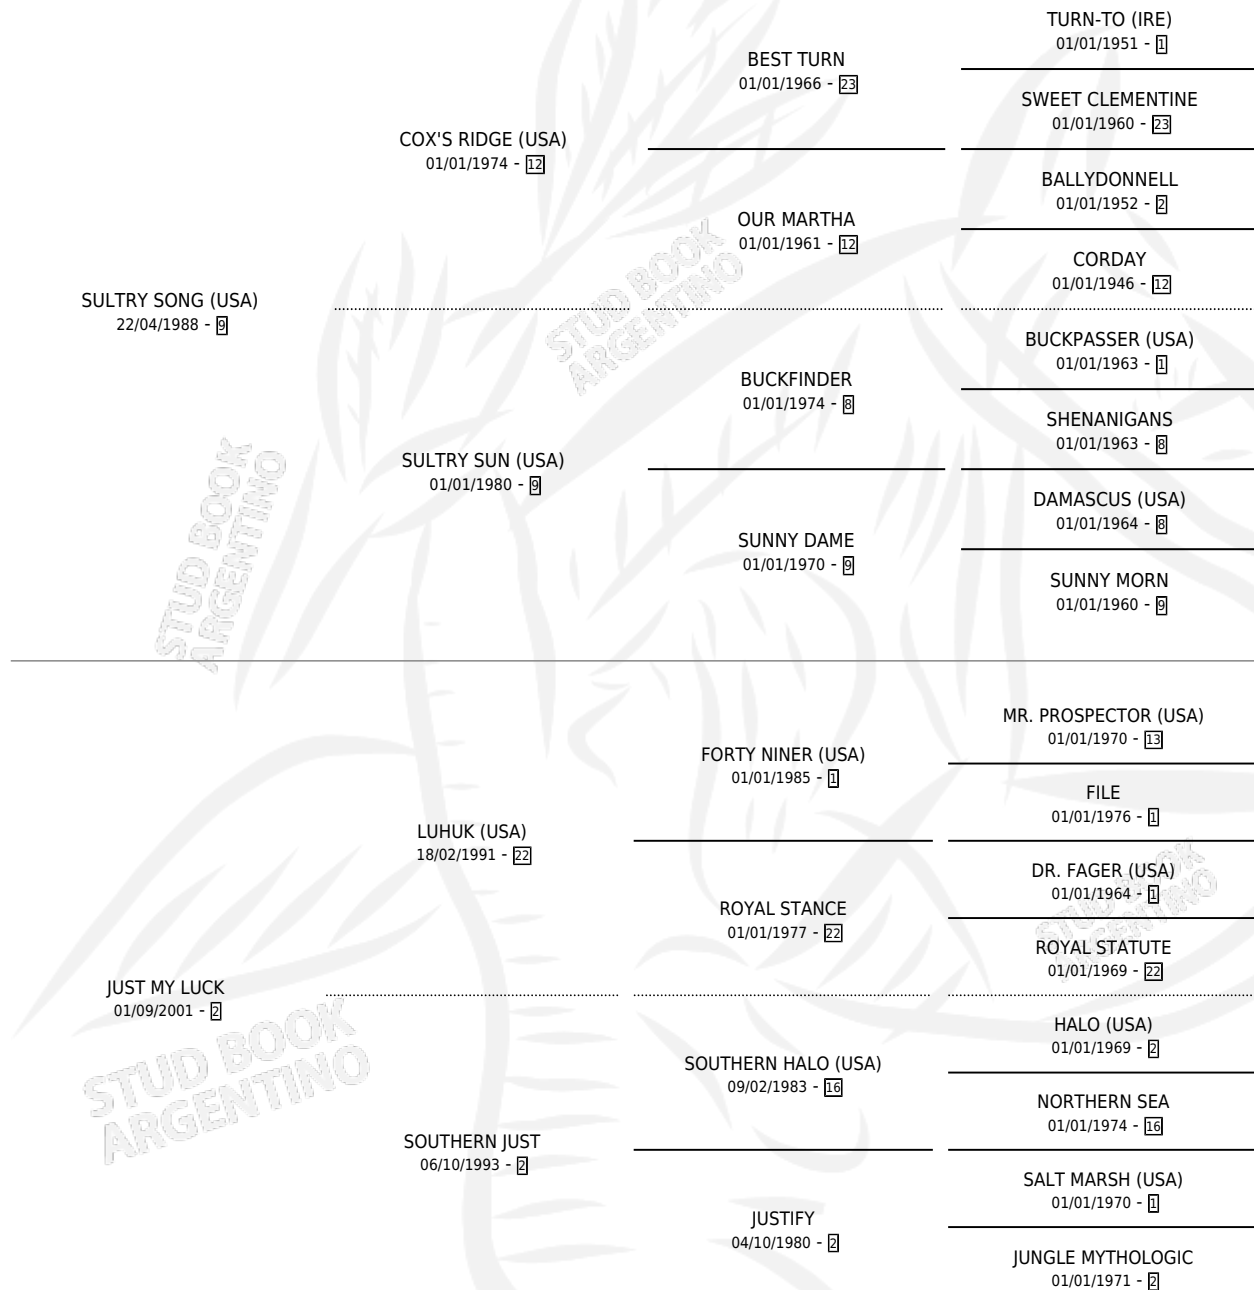 TURN-TO (IRE)
01/01/1951 - 1
BEST TURN
01/01/1966 - 23
SWEET CLEMENTINE
01/01/1960 - 23
COX'S RIDGE (USA)
01/01/1974 - 12
BALLYDONNELL
01/01/1952 - 2
OUR MARTHA
01/01/1961 - 12
CORDAY
01/01/1946 - 12
SULTRY SONG (USA)
22/04/1988 - 9
BUCKPASSER (USA)
01/01/1963 - 1
BUCKFINDER
01/01/1974 - 8
SHENANIGANS
01/01/1963 - 8
SULTRY SUN (USA)
01/01/1980 - 9
DAMASCUS (USA)
01/01/1964 - 8
SUNNY DAME
01/01/1970 - 9
SUNNY MORN
01/01/1960 - 9
MR. PROSPECTOR (USA)
01/01/1970 - 13
FORTY NINER (USA)
01/01/1985 - 1
FILE
01/01/1976 - 1
LUHUK (USA)
18/02/1991 - 22
DR. FAGER (USA)
01/01/1964 - 1
ROYAL STANCE
01/01/1977 - 22
ROYAL STATUTE
01/01/1969 - 22
JUST MY LUCK
01/09/2001 - 2
HALO (USA)
01/01/1969 - 2
SOUTHERN HALO (USA)
09/02/1983 - 16
NORTHERN SEA
01/01/1974 - 16
SOUTHERN JUST
06/10/1993 - 2
SALT MARSH (USA)
01/01/1970 - 1
JUSTIFY
04/10/1980 - 2
JUNGLE MYTHOLOGIC
01/01/1971 - 2
STUD BOOK
ARGENTINO
STUD BOOK
ARGENTINO
STUD BOOK
ARGENTINO
STUD BOOK
ARGENTINO